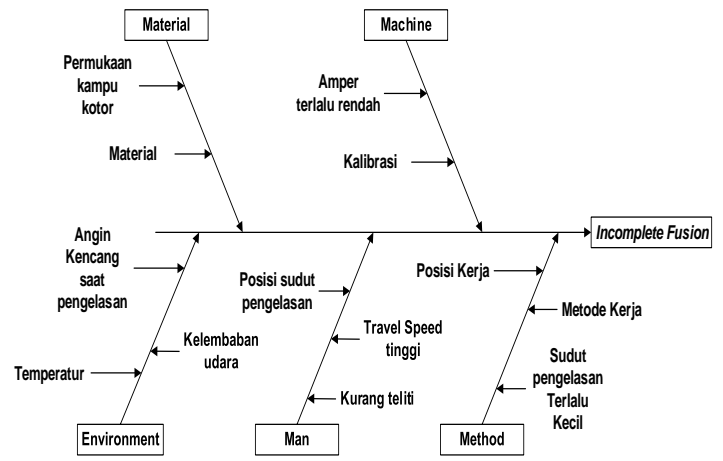 Material
Machine
Permukaan
kampu
kotor
Amper
terlalu rendah
Material
Kalibrasi
Incomplete Fusion
Angin
Kencang
saat
pengelasan
Posisi sudut
pengelasan
Posisi Kerja
Metode Kerja
Travel Speed
tinggi
Kelembaban
udara
Temperatur
Sudut
pengelasan
Terlalu
Kecil
Kurang teliti
Environment
Man
Method